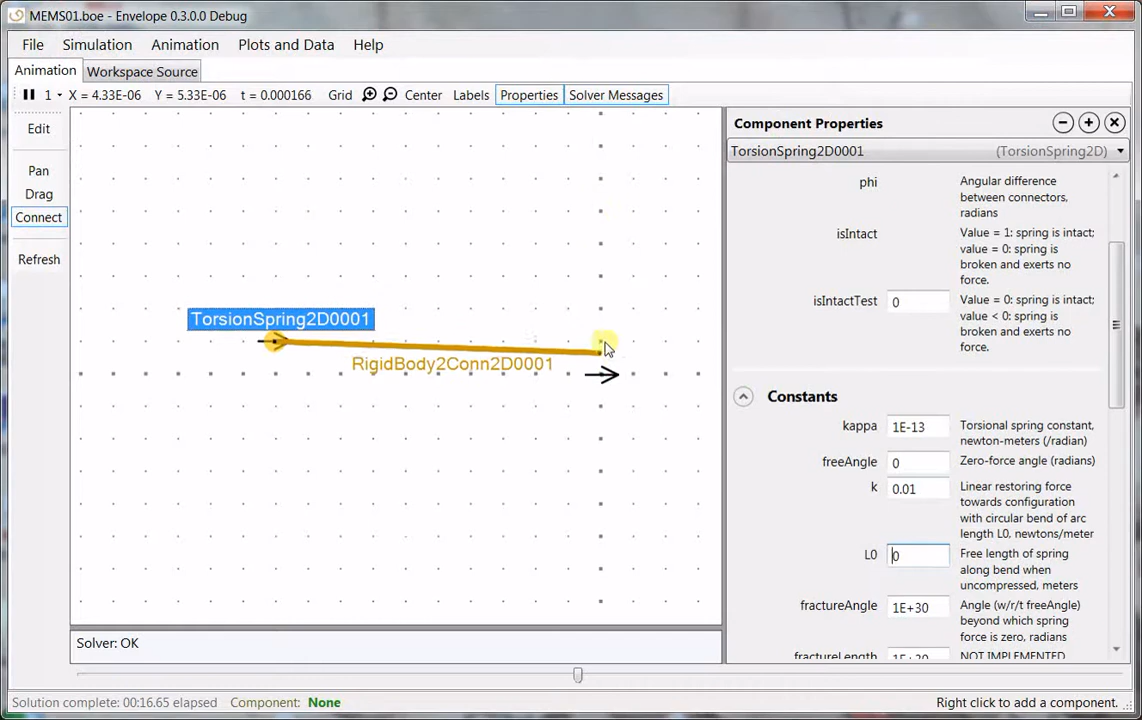 MEMS01.boe - Envelope 0.3.0.0 Debug
File Simulation Animation Plots and Data Help
Animation Workspace Source
1 X = 4.33E-06 Y = 5.33E-06 t = 0.000166 Grid Center Labels Properties Solver Messages
Edit
Pan
Drag
Connect
Refresh
TorsionSpring2D0001
RigidBody2Conn2D0001
Component Properties
TorsionSpring2D0001 (TorsionSpring2D)
phi Angular difference
between connectors,
radians
isIntact Value = 1: spring is intact;
value = 0: spring is
broken and exerts no
force.
isIntactTest 0 Value = 0: spring is intact;
value < 0: spring is
broken and exerts no
force.
Constants
kappa 1E-13 Torsional spring constant,
newton-meters (/radian)
freeAngle 0 Zero-force angle (radians)
k 0.01 Linear restoring force
towards configuration
with circular bend of arc
length L0, newtons/meter
L0 0 Free length of spring
along bend when
uncompressed, meters
fractureAngle 1E+30 Angle (w/r/t freeAngle)
beyond which spring
force is zero, radians
fractureLength 1E+30 NOT IMPLEMENTED
Solver: OK
Solution complete: 00:16.65 elapsed Component: None Right click to add a component.